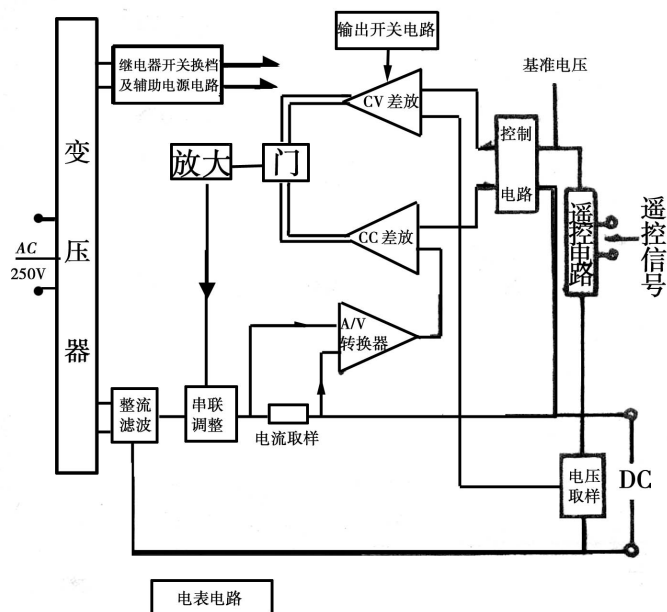 输出开关电路
继电器开关换档
及辅助电源电路
基准电压
CV 差放
控制
电路
变
压
器
放大
门
遥控电路
遥控信号
CC 差放
AC
250V
A/V
转换器
整流
滤波
串联
调整
电流取样
电压
取样
DC
电表电路